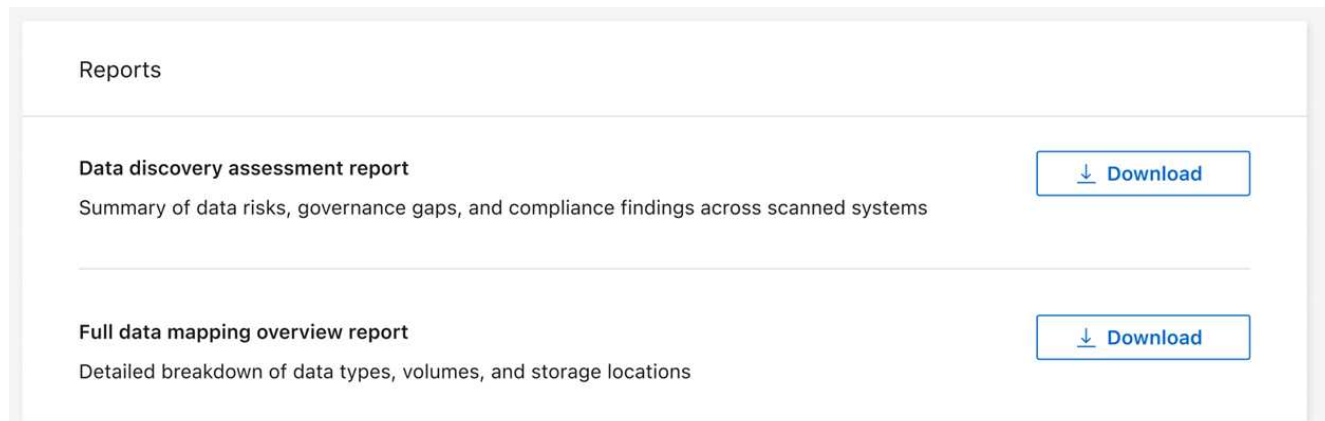 Reports
Data discovery assessment report
Download
Summary of data risks, governance gaps, and compliance findings across scanned systems
Full data mapping overview report
Download
Detailed breakdown of data types, volumes, and storage locations